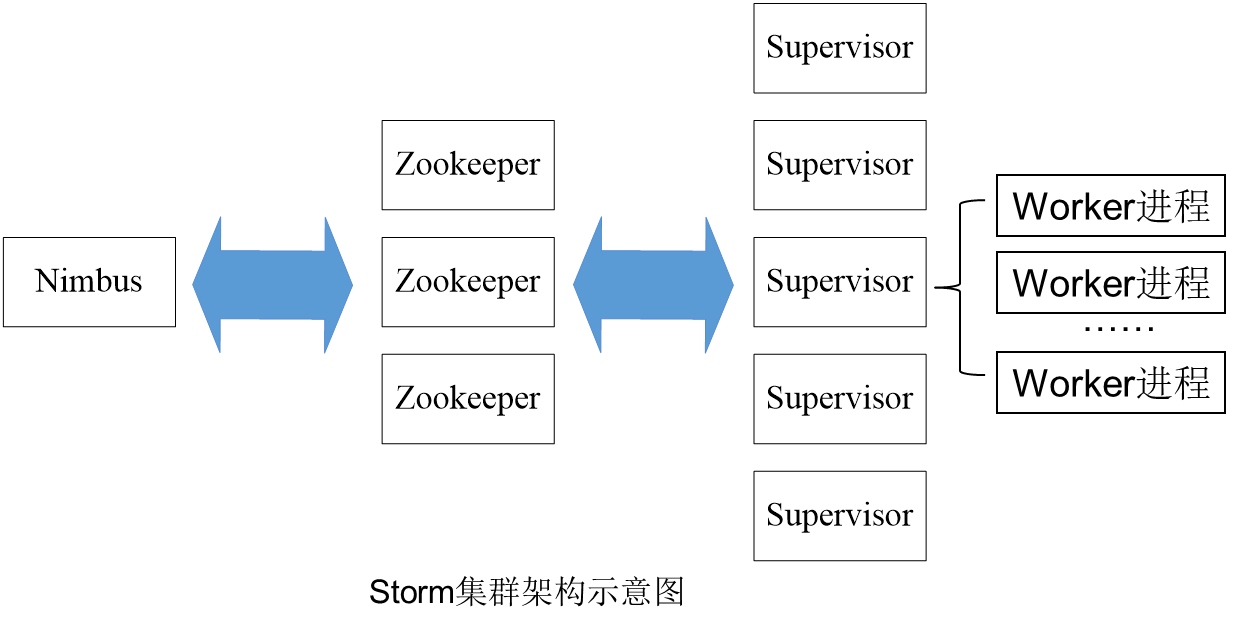 Nimbus
Zookeeper
Zookeeper
Zookeeper
Supervisor
Supervisor
Supervisor
Supervisor
Supervisor
Worker进程
Worker进程
……
Worker进程
Storm集群架构示意图